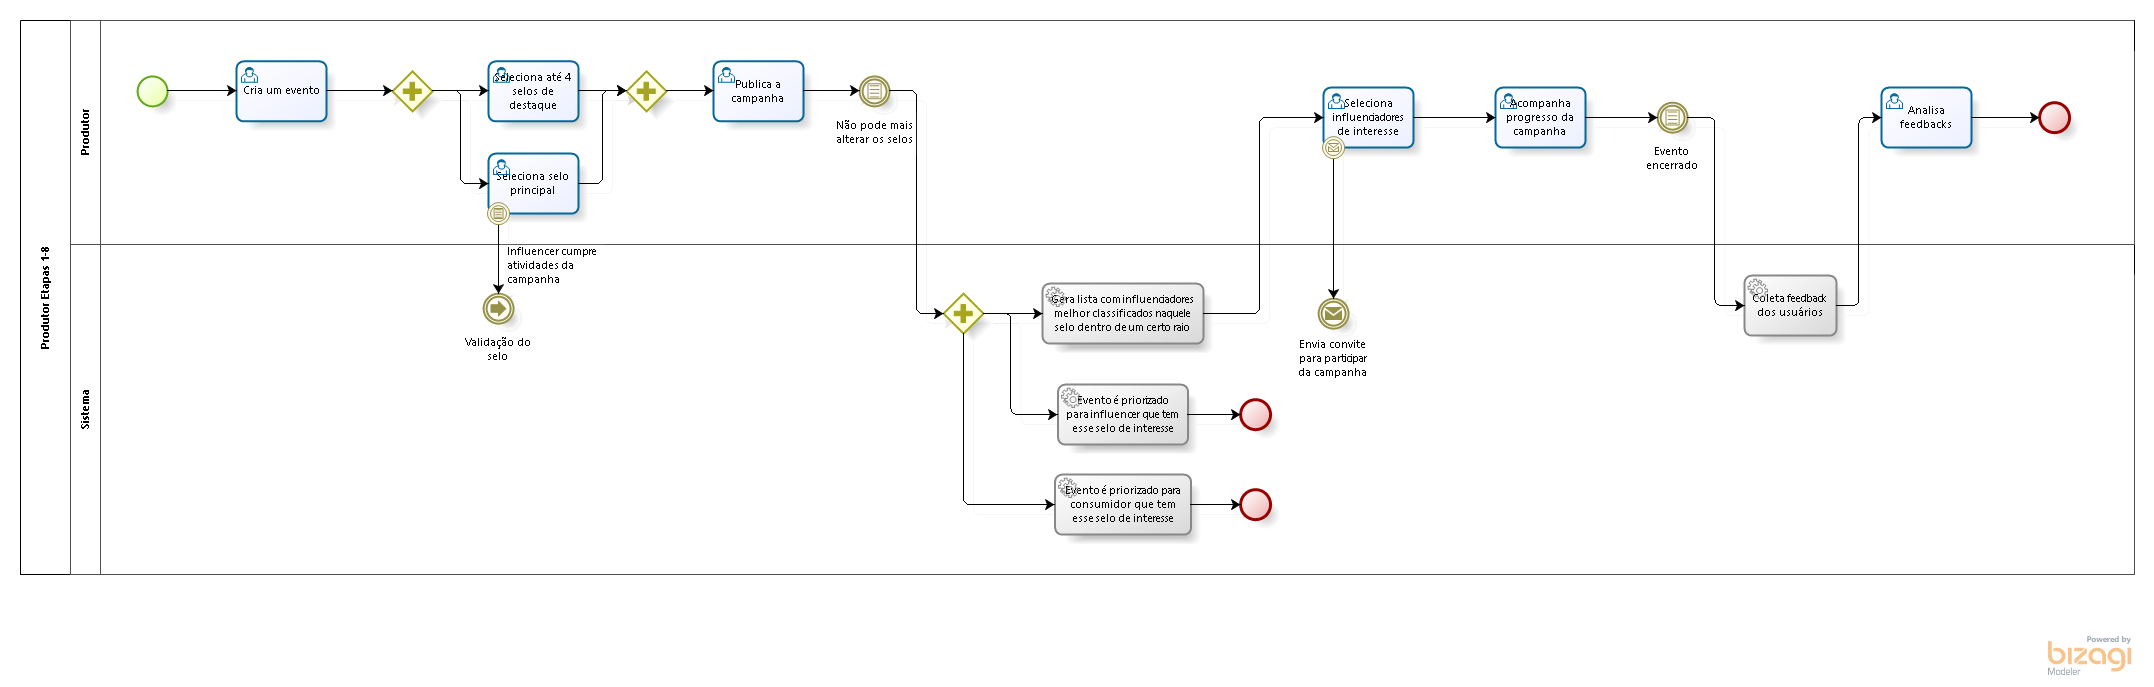 Produtor Etapas 1-8
Produtor
Cria um evento
Seleciona até 4
selos de
destaque
Seleciona selo
principal
Influencer cumpre
atividades da
campanha
Publica a
campanha
Não pode mais
alterar os selos
Seleciona
influenciadores
de interesse
Acompanha
progresso da
campanha
Evento
encerrado
Analisa
feedbacks
Sistema
Validação do
selo
Gera lista com influenciadores
melhor classificados naquele
selo dentro de um certo raio
Evento é priorizado
para influencer que tem
esse selo de interesse
Evento é priorizado para
consumidor que tem
esse selo de interesse
Envia convite
para participar
da campanha
Coleta feedback
dos usuários
Powered by
bizagi
Modeler